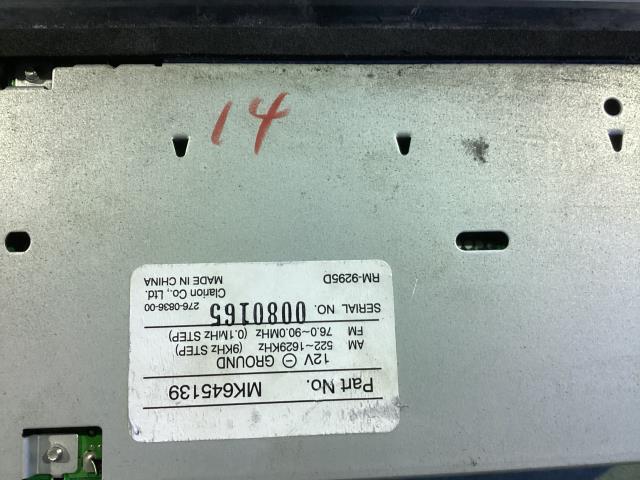 14
Part No. MK645139
12V ⊖ GROUND
AM 522~1629KHz (9KHz STEP)
FM 76.0~90.0MHz (0.1MHz STEP)
SERIAL NO. 0080165
276-0836-00
Clarion Co., Ltd.
MADE IN CHINA
RM-9295D